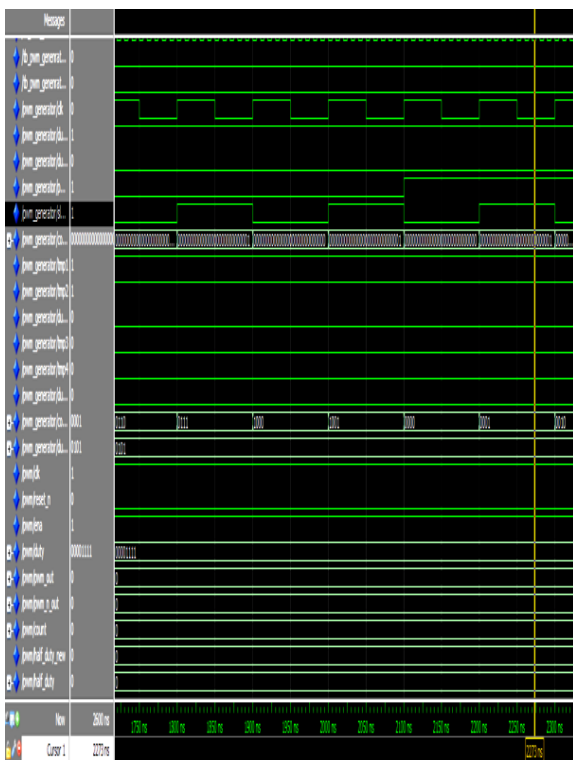 Messages
/tb_pwm_generat... 0
/tb_pwm_generat... 0
/pwm_generator/clk 0
/pwm_generator/du... 1
/pwm_generator/du... 0
/pwm_generator/p... 1
/pwm_generator/sl... 1
/pwm_generator/co...
/pwm_generator/tmp1 1
/pwm_generator/tmp2 1
/pwm_generator/du... 0
/pwm_generator/tmp3 0
/pwm_generator/tmp4 0
/pwm_generator/du... 0
/pwm_generator/co... 0001 0110 0111 1000 1001 0000 0001 0010
/pwm_generator/du... 0101 0101
/pwm/clk 1
/pwm/reset_n 0
/pwm/ena 1
/pwm/duty 00001111 00001111
/pwm/pwm_out 0 0
/pwm/pwm_n_out 0 0
/pwm/count 0 0
/pwm/half_duty_new 0 0
/pwm/half_duty 0 0
Now 2600 ns 1750 ns 1800 ns 1850 ns 1900 ns 1950 ns 2000 ns 2050 ns 2100 ns 2150 ns 2200 ns 2250 ns 2300 ns
Cursor 1 2273 ns 2273 ns